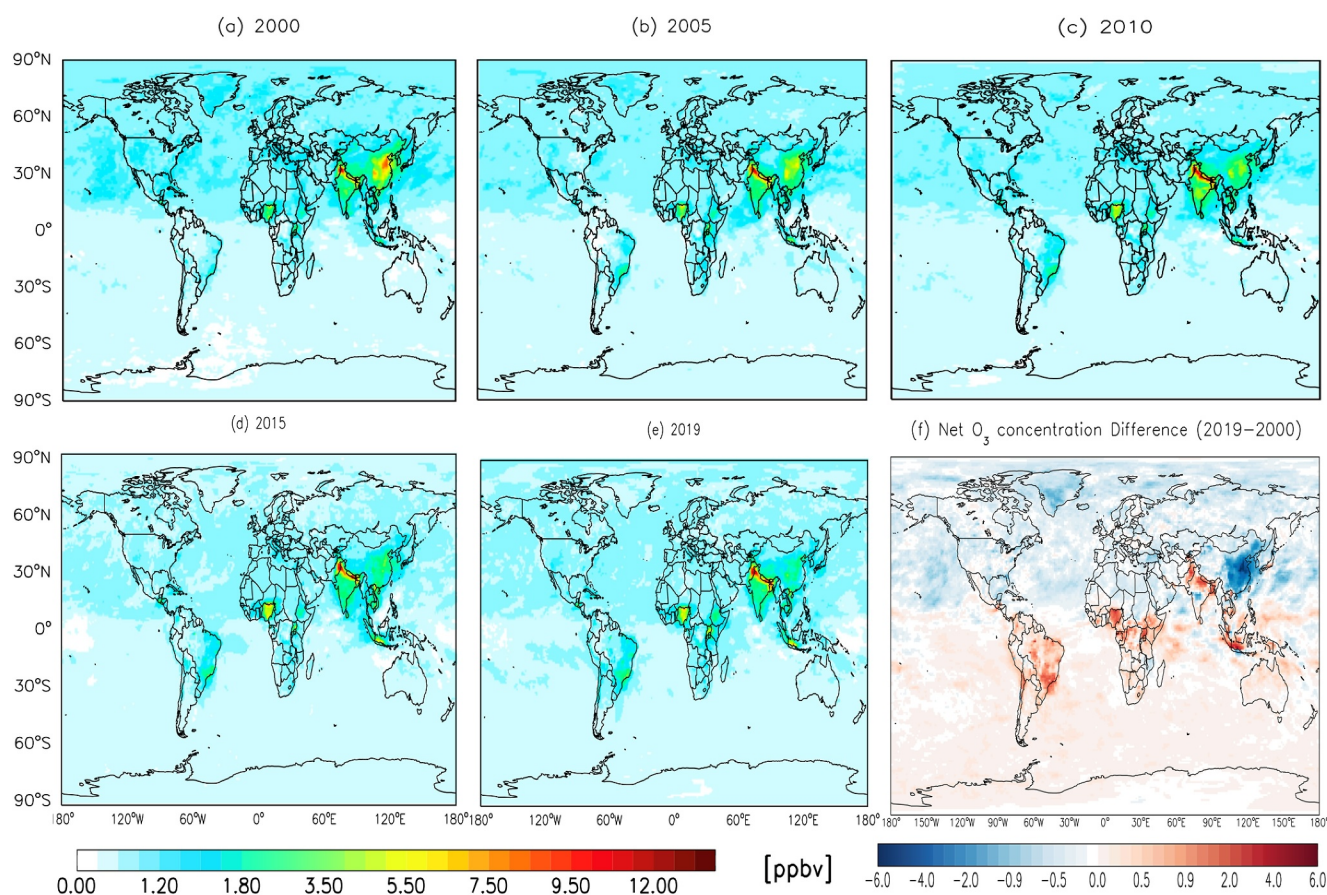 (a) 2000
(b) 2005
(c) 2010
90°N
60°N
30°N
0°
30°S
60°S
90°S
(d) 2015
(e) 2019
(f) Net O₃ concentration Difference (2019−2000)
90°N
60°N
30°N
0°
30°S
60°S
90°S
180° 120°W 60°W 0° 60°E 120°E 180°
120°W 60°W 0° 60°E 120°E
180° 150°W 120°W 90°W 60°W 30°W 0° 30°E 60°E 90°E 120°E 150°E 180°
0.00 1.20 1.80 3.50 5.50 7.50 9.50 12.00
[ppbv]
−6.0 −4.0 −2.0 −0.9 −0.5 0.0 0.5 0.9 2.0 4.0 6.0